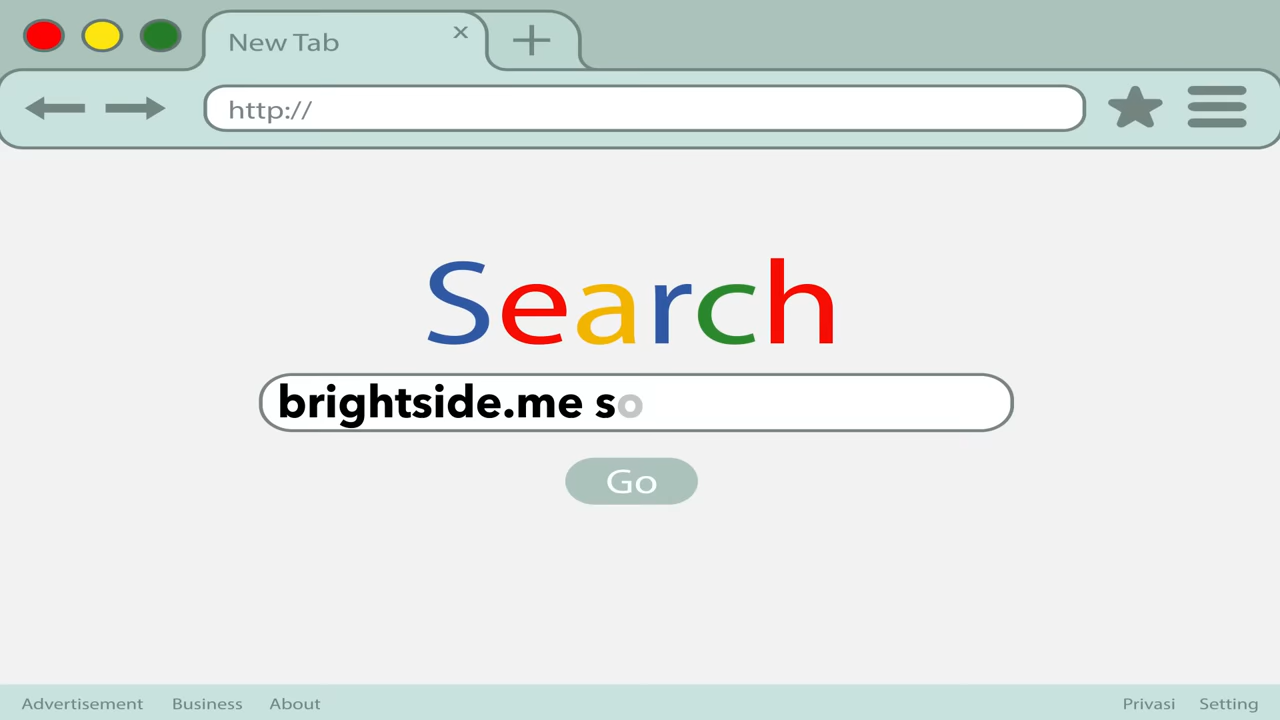 New Tab
http://
Search
brightside.me so
Go
Advertisement Business About Privasi Setting